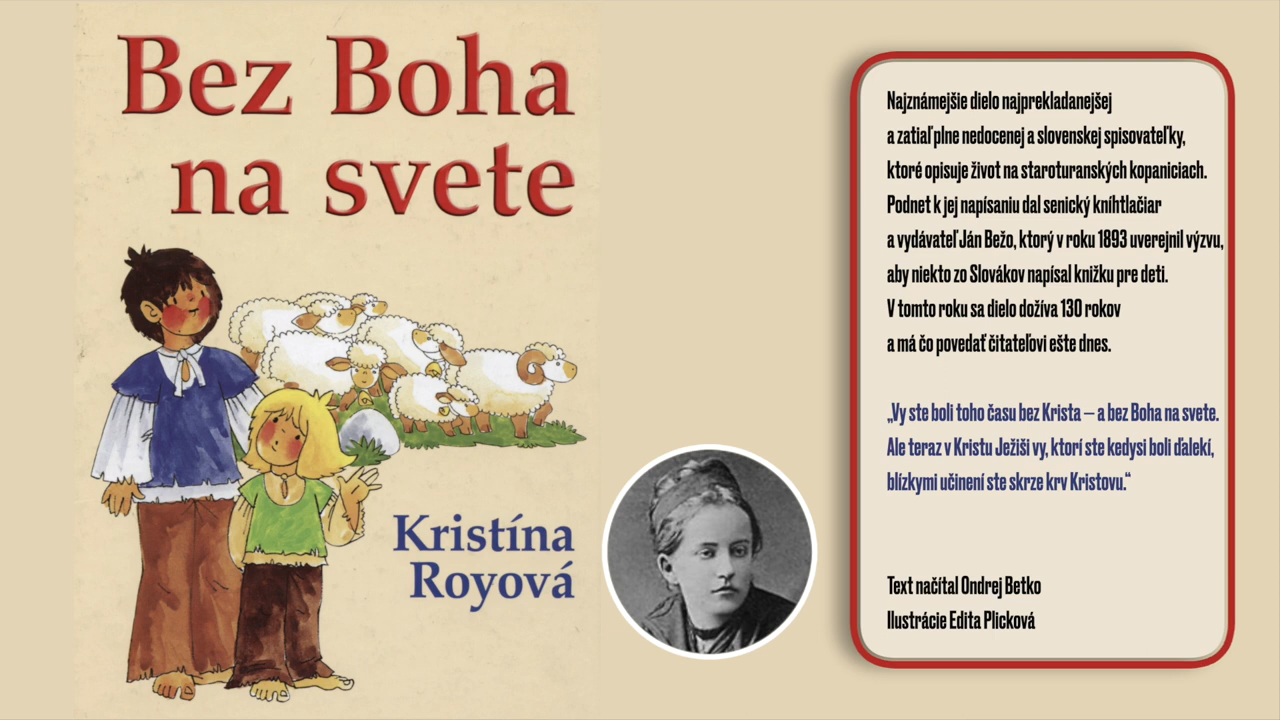 Bez Boha
na svete
Kristína
Royová
Najznámejšie dielo najprekladanejšej
a zatiaľ plne nedocenej a slovenskej spisovateľky,
ktoré opisuje život na staroturanských kopaniciach.
Podnet k jej napísaniu dal senický kníhtlačiar
a vydávateľ Ján Bežo, ktorý v roku 1893 uverejnil výzvu,
aby niekto zo Slovákov napísal knižku pre deti.
V tomto roku sa dielo dožíva 130 rokov
a má čo povedať čitateľovi ešte dnes.
„Vy ste boli toho času bez Krista – a bez Boha na svete.
Ale teraz v Kristu Ježiši vy, ktorí ste kedysi boli ďalekí,
blízkymi učinení ste skrze krv Kristovu.“
Text načítal Ondrej Betko
Ilustrácie Edita Plicková